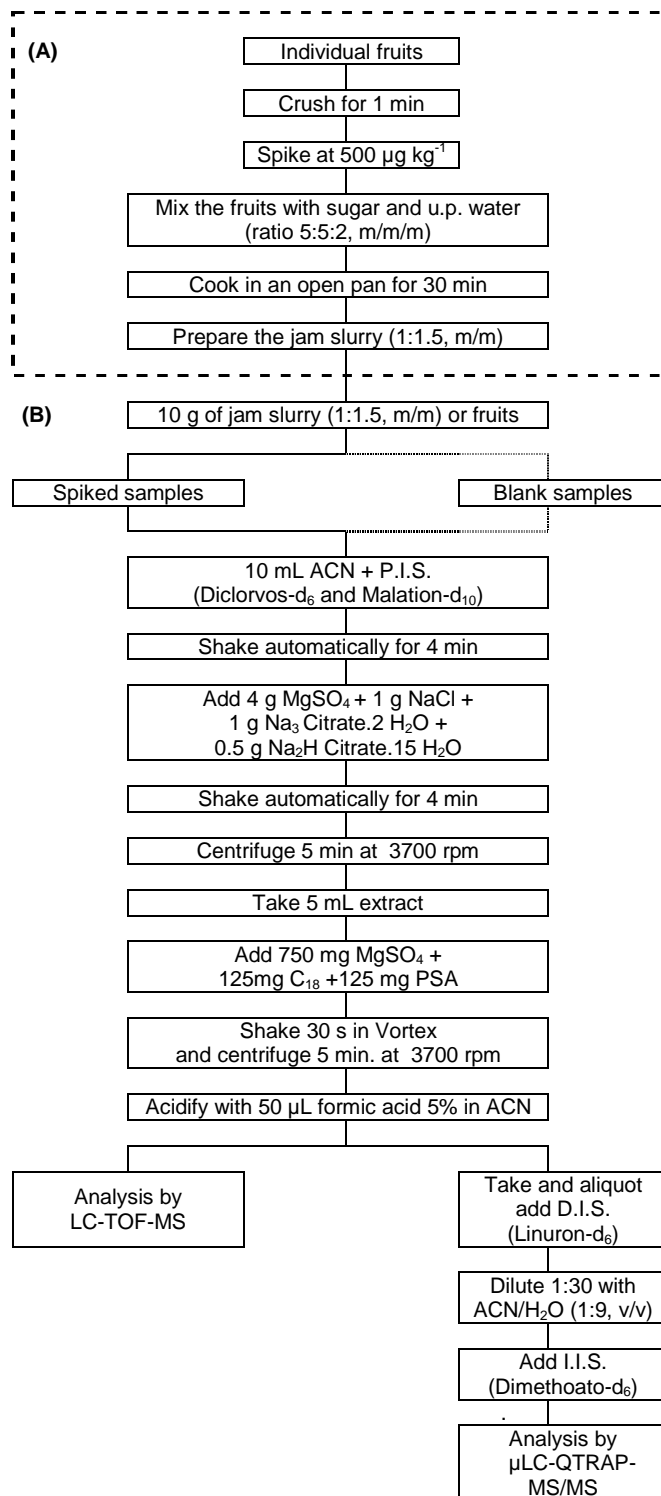 (A)
Individual fruits
Crush for 1 min
Spike at 500 µg kg⁻¹
Mix the fruits with sugar and u.p. water
(ratio 5:5:2, m/m/m)
Cook in an open pan for 30 min
Prepare the jam slurry (1:1.5, m/m)
(B)
10 g of jam slurry (1:1.5, m/m) or fruits
Spiked samples
Blank samples
10 mL ACN + P.I.S.
(Diclorvos-d₆ and Malation-d₁₀)
Shake automatically for 4 min
Add 4 g MgSO₄ + 1 g NaCl +
1 g Na₃ Citrate.2 H₂O +
0.5 g Na₂H Citrate.15 H₂O
Shake automatically for 4 min
Centrifuge 5 min at 3700 rpm
Take 5 mL extract
Add 750 mg MgSO₄ +
125mg C₁₈ +125 mg PSA
Shake 30 s in Vortex
and centrifuge 5 min. at 3700 rpm
Acidify with 50 µL formic acid 5% in ACN
Analysis by
LC-TOF-MS
Take and aliquot
add D.I.S.
(Linuron-d₆)
Dilute 1:30 with
ACN/H₂O (1:9, v/v)
Add I.I.S.
(Dimethoato-d₆)
.
Analysis by
µLC-QTRAP-
MS/MS